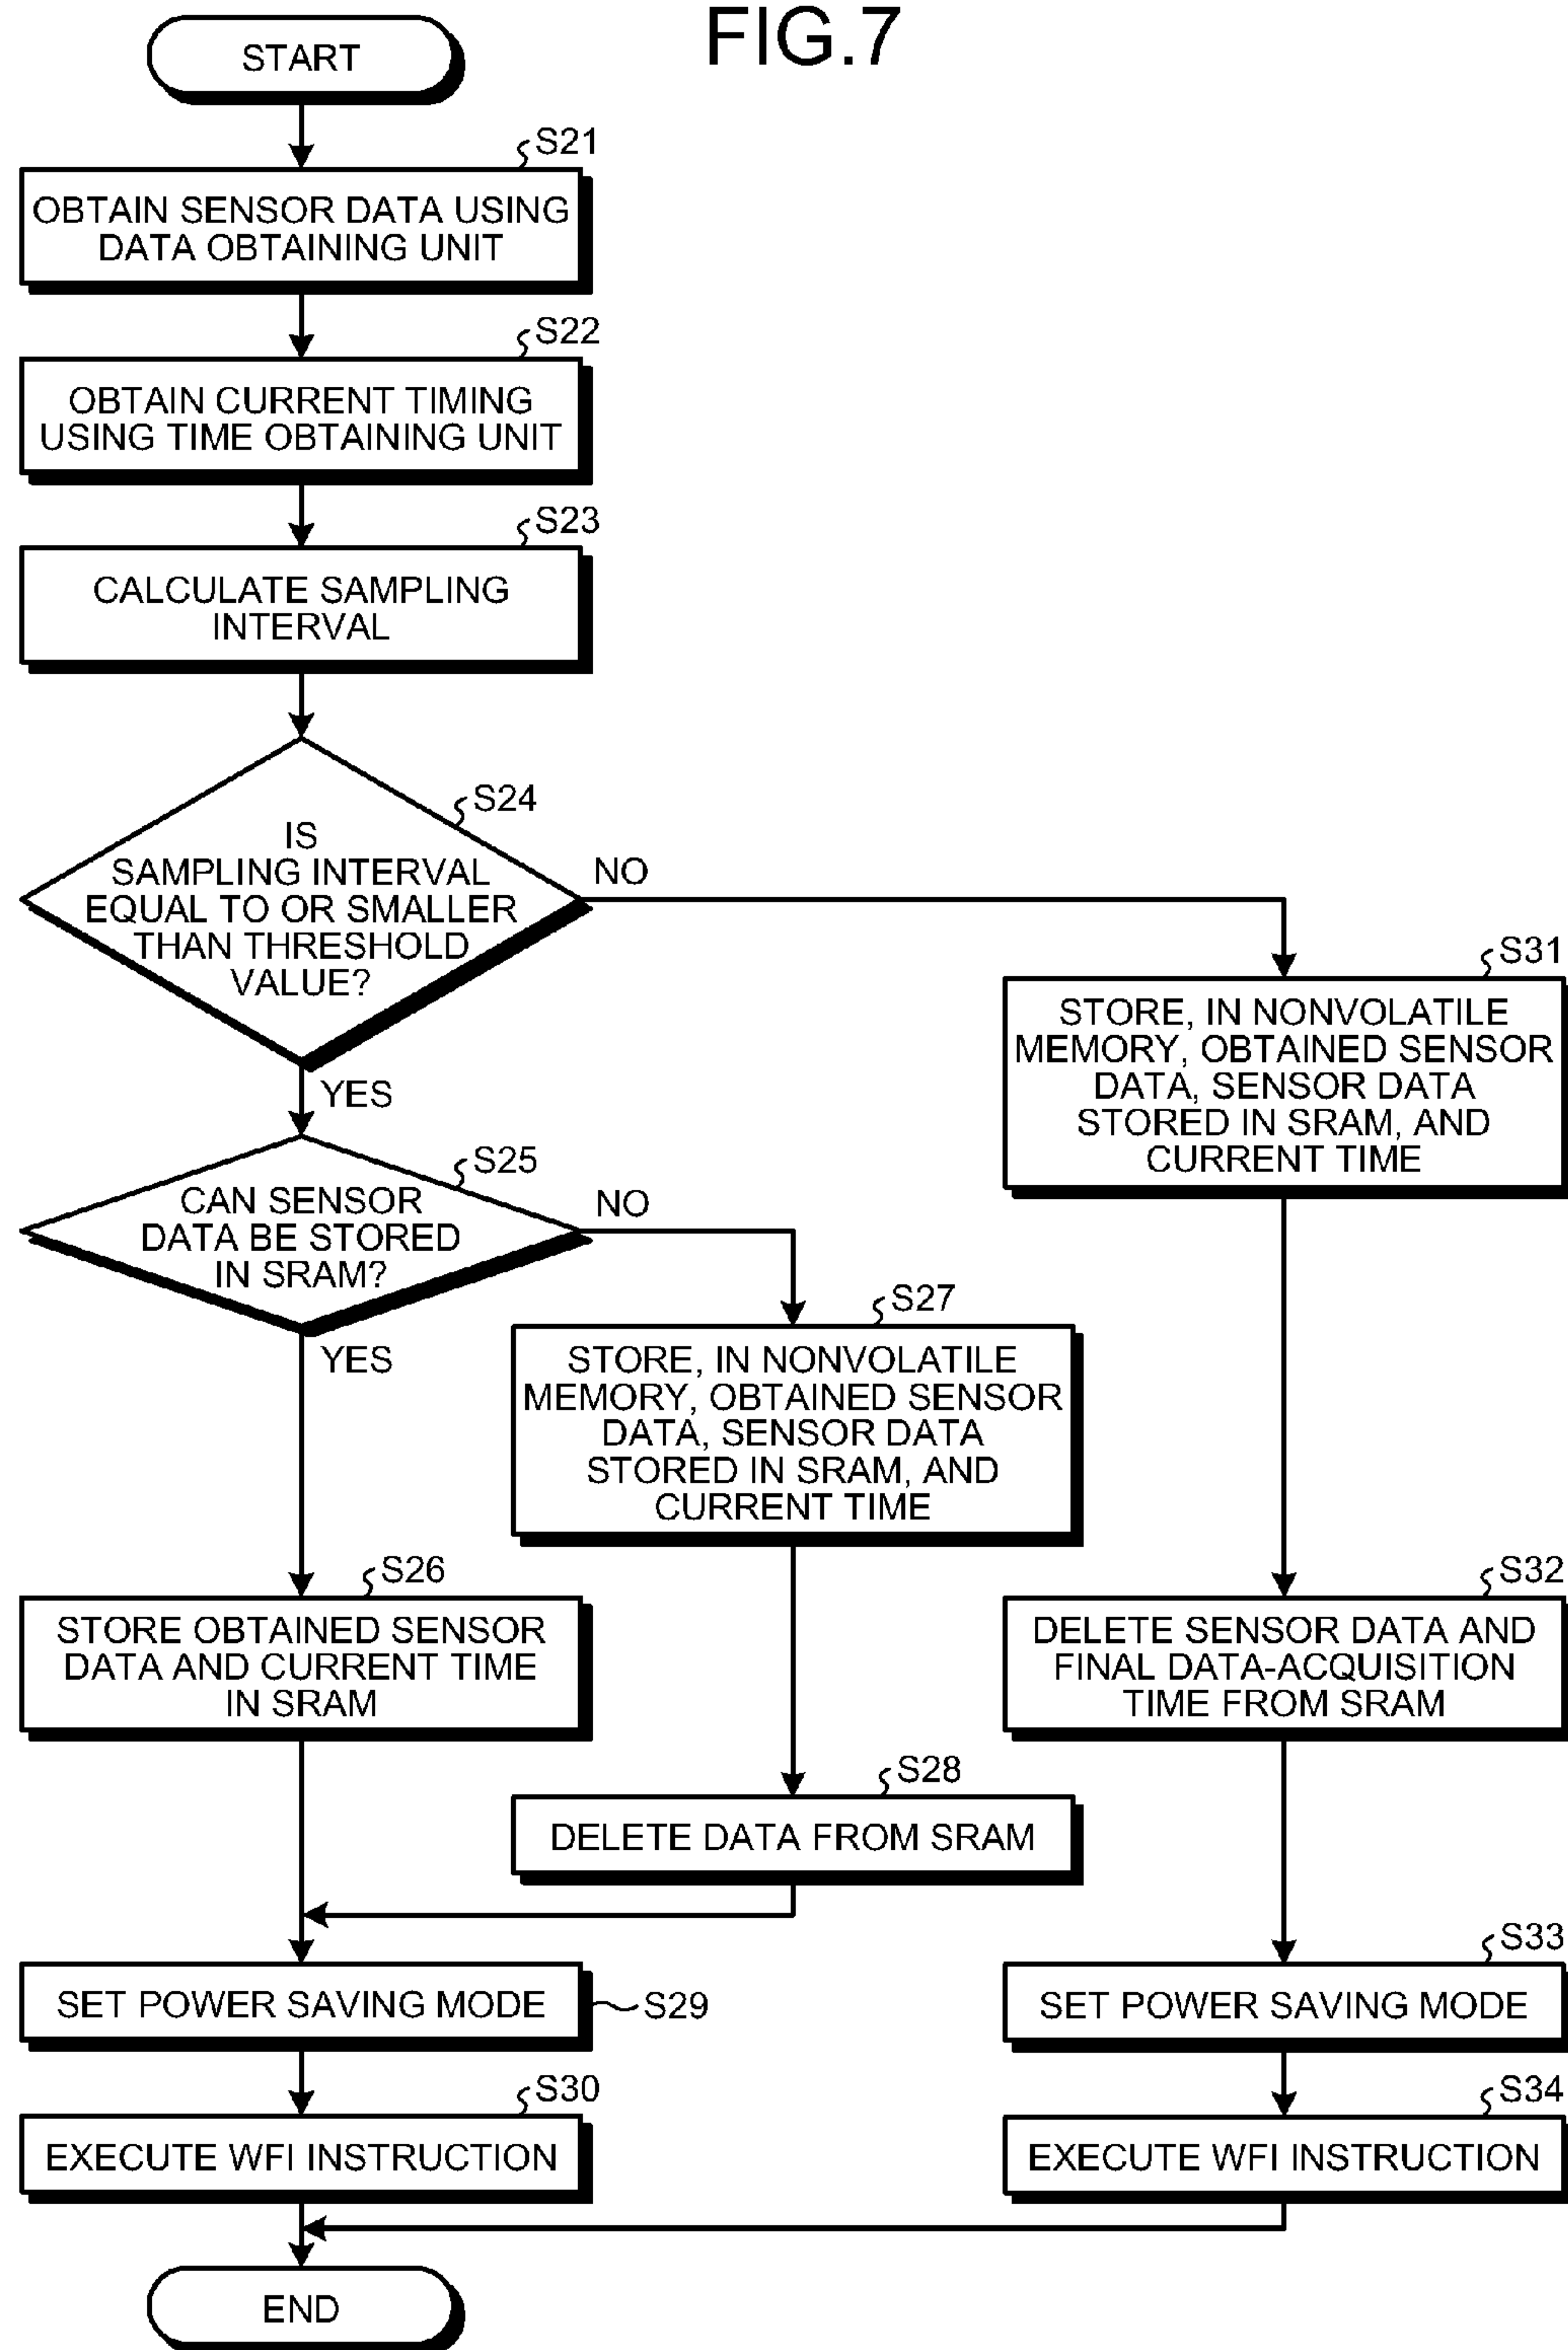 FIG.7
START
S21
OBTAIN SENSOR DATA USING
DATA OBTAINING UNIT
S22
OBTAIN CURRENT TIMING
USING TIME OBTAINING UNIT
S23
CALCULATE SAMPLING
INTERVAL
S24
IS
SAMPLING INTERVAL
EQUAL TO OR SMALLER
THAN THRESHOLD
VALUE?
NO
YES
S31
STORE, IN NONVOLATILE
MEMORY, OBTAINED SENSOR
DATA, SENSOR DATA
STORED IN SRAM, AND
CURRENT TIME
S25
CAN SENSOR
DATA BE STORED
IN SRAM?
NO
YES
S27
STORE, IN NONVOLATILE
MEMORY, OBTAINED SENSOR
DATA, SENSOR DATA
STORED IN SRAM, AND
CURRENT TIME
S26
STORE OBTAINED SENSOR
DATA AND CURRENT TIME
IN SRAM
S32
DELETE SENSOR DATA AND
FINAL DATA-ACQUISITION
TIME FROM SRAM
S28
DELETE DATA FROM SRAM
SET POWER SAVING MODE
S29
S33
SET POWER SAVING MODE
S30
EXECUTE WFI INSTRUCTION
S34
EXECUTE WFI INSTRUCTION
END